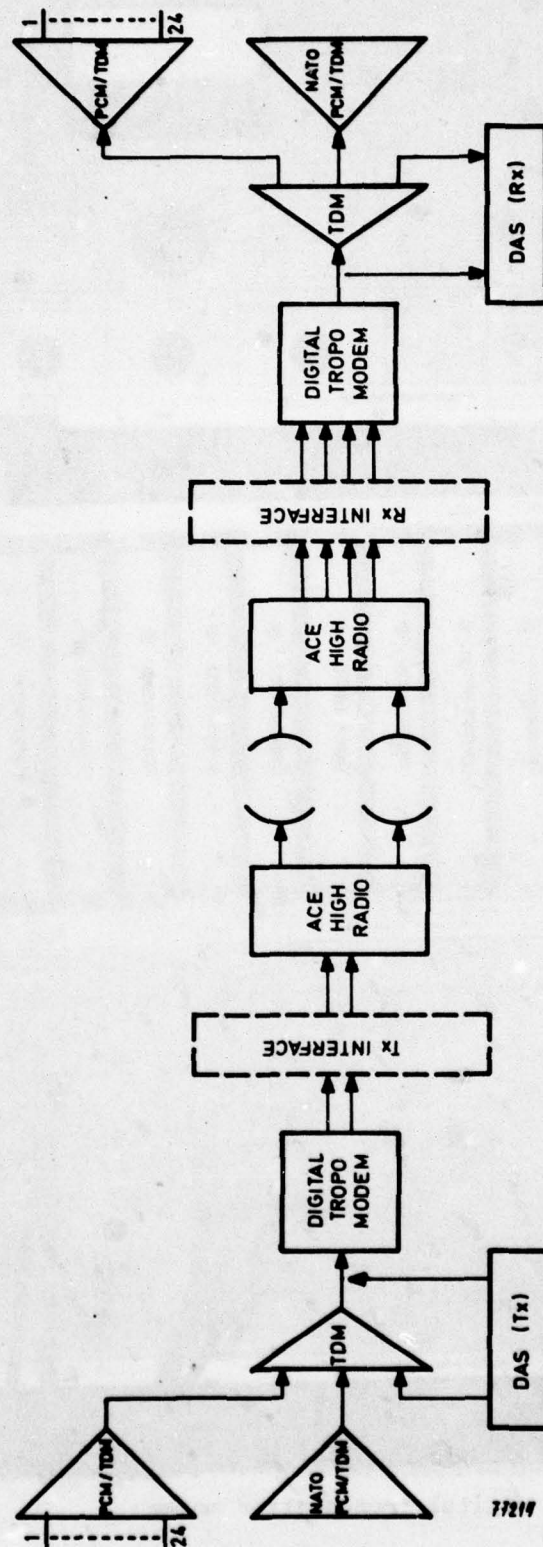 1
24
PCM/TDM
NATO
PCM/TDM
TDM
DAS (Tx)
DIGITAL
TROPO
MODEM
Tx INTERFACE
ACE
HIGH
RADIO
ACE
HIGH
RADIO
Rx INTERFACE
DIGITAL
TROPO
MODEM
TDM
DAS (Rx)
PCM/TDM
1
24
NATO
PCM/TDM
77219